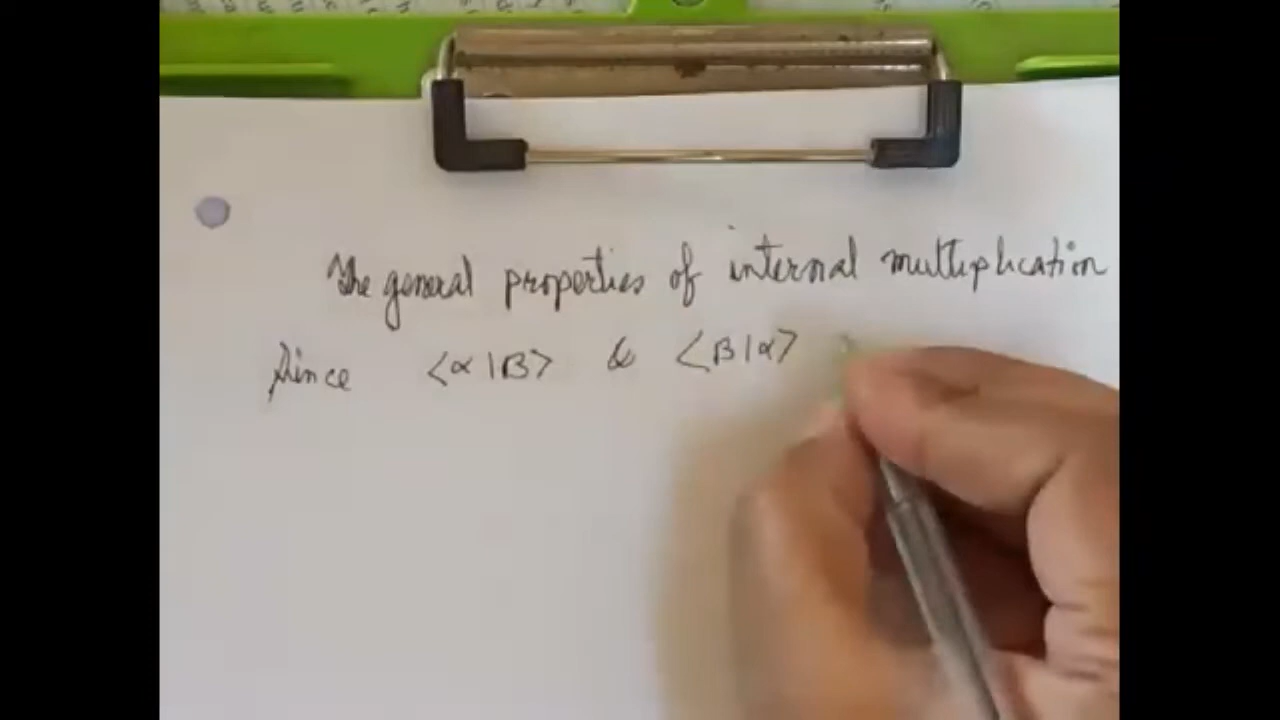 The general properties of internal multiplication
Since <α|β> & <β|α>